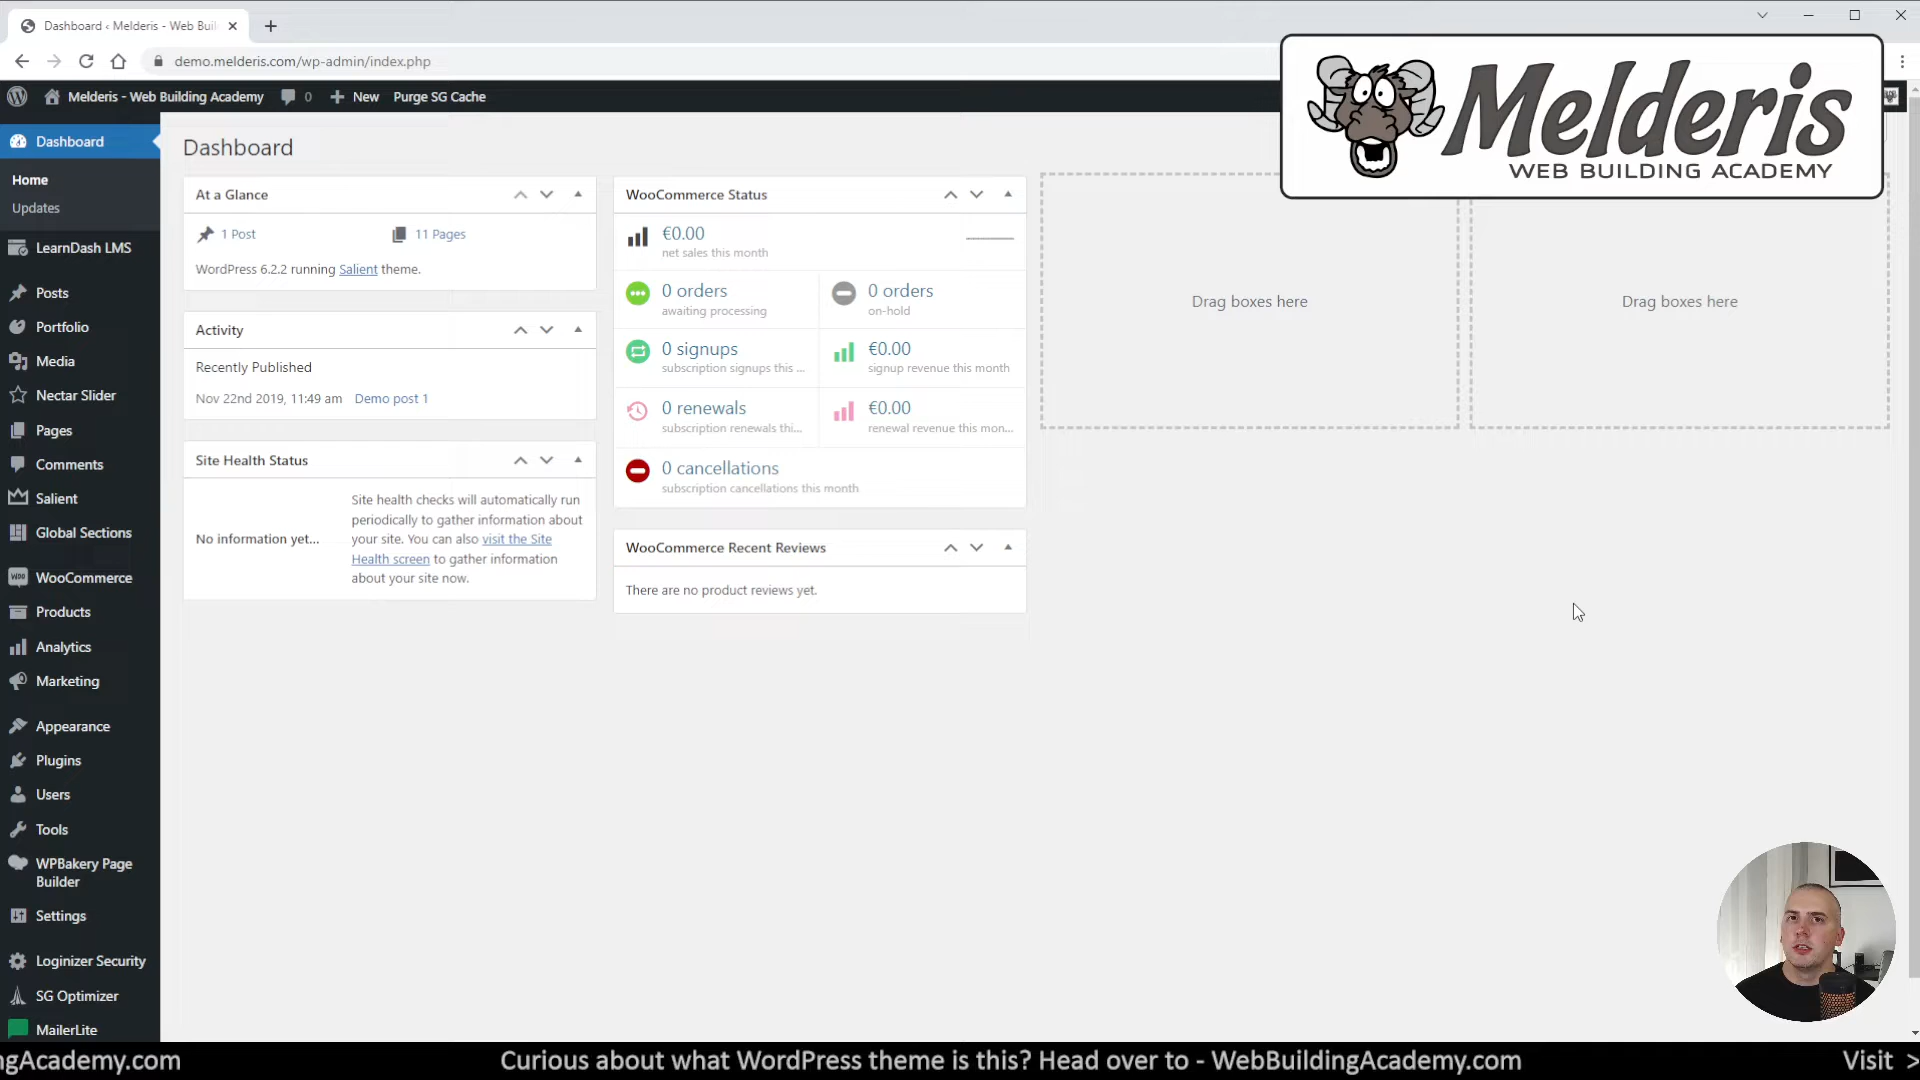 Dashboard ‹ Melderis - Web Buil
demo.melderis.com/wp-admin/index.php
Melderis - Web Building Academy
0
New
Purge SG Cache
Melderis
WEB BUILDING ACADEMY
Dashboard
Home
Updates
LearnDash LMS
Posts
Portfolio
Media
Nectar Slider
Pages
Comments
Salient
Global Sections
WooCommerce
Products
Analytics
Marketing
Appearance
Plugins
Users
Tools
WPBakery Page
Builder
Settings
Loginizer Security
SG Optimizer
MailerLite
Dashboard
At a Glance
1 Post
11 Pages
WordPress 6.2.2 running Salient theme.
Activity
Recently Published
Nov 22nd 2019, 11:49 am
Demo post 1
Site Health Status
No information yet...
Site health checks will automatically run
periodically to gather information about
your site. You can also visit the Site
Health screen to gather information
about your site now.
WooCommerce Status
€0.00
net sales this month
0 orders
awaiting processing
0 orders
on-hold
0 signups
subscription signups this ...
€0.00
signup revenue this month
0 renewals
subscription renewals thi...
€0.00
renewal revenue this mon...
0 cancellations
subscription cancellations this month
WooCommerce Recent Reviews
There are no product reviews yet.
Drag boxes here
Drag boxes here
ngAcademy.com
Curious about what WordPress theme is this? Head over to - WebBuildingAcademy.com
Visit >